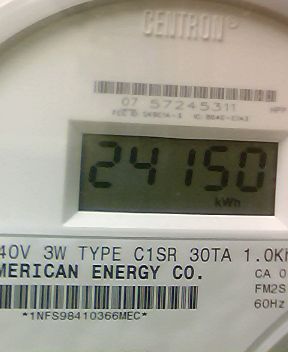 CENTRON®
07 57245311
24150
kWh
40V 3W TYPE C1SR 30TA 1.0Kh
MERICAN ENERGY CO.
CA 0
FM2S
60Hz
*1NFS98410366MEC*